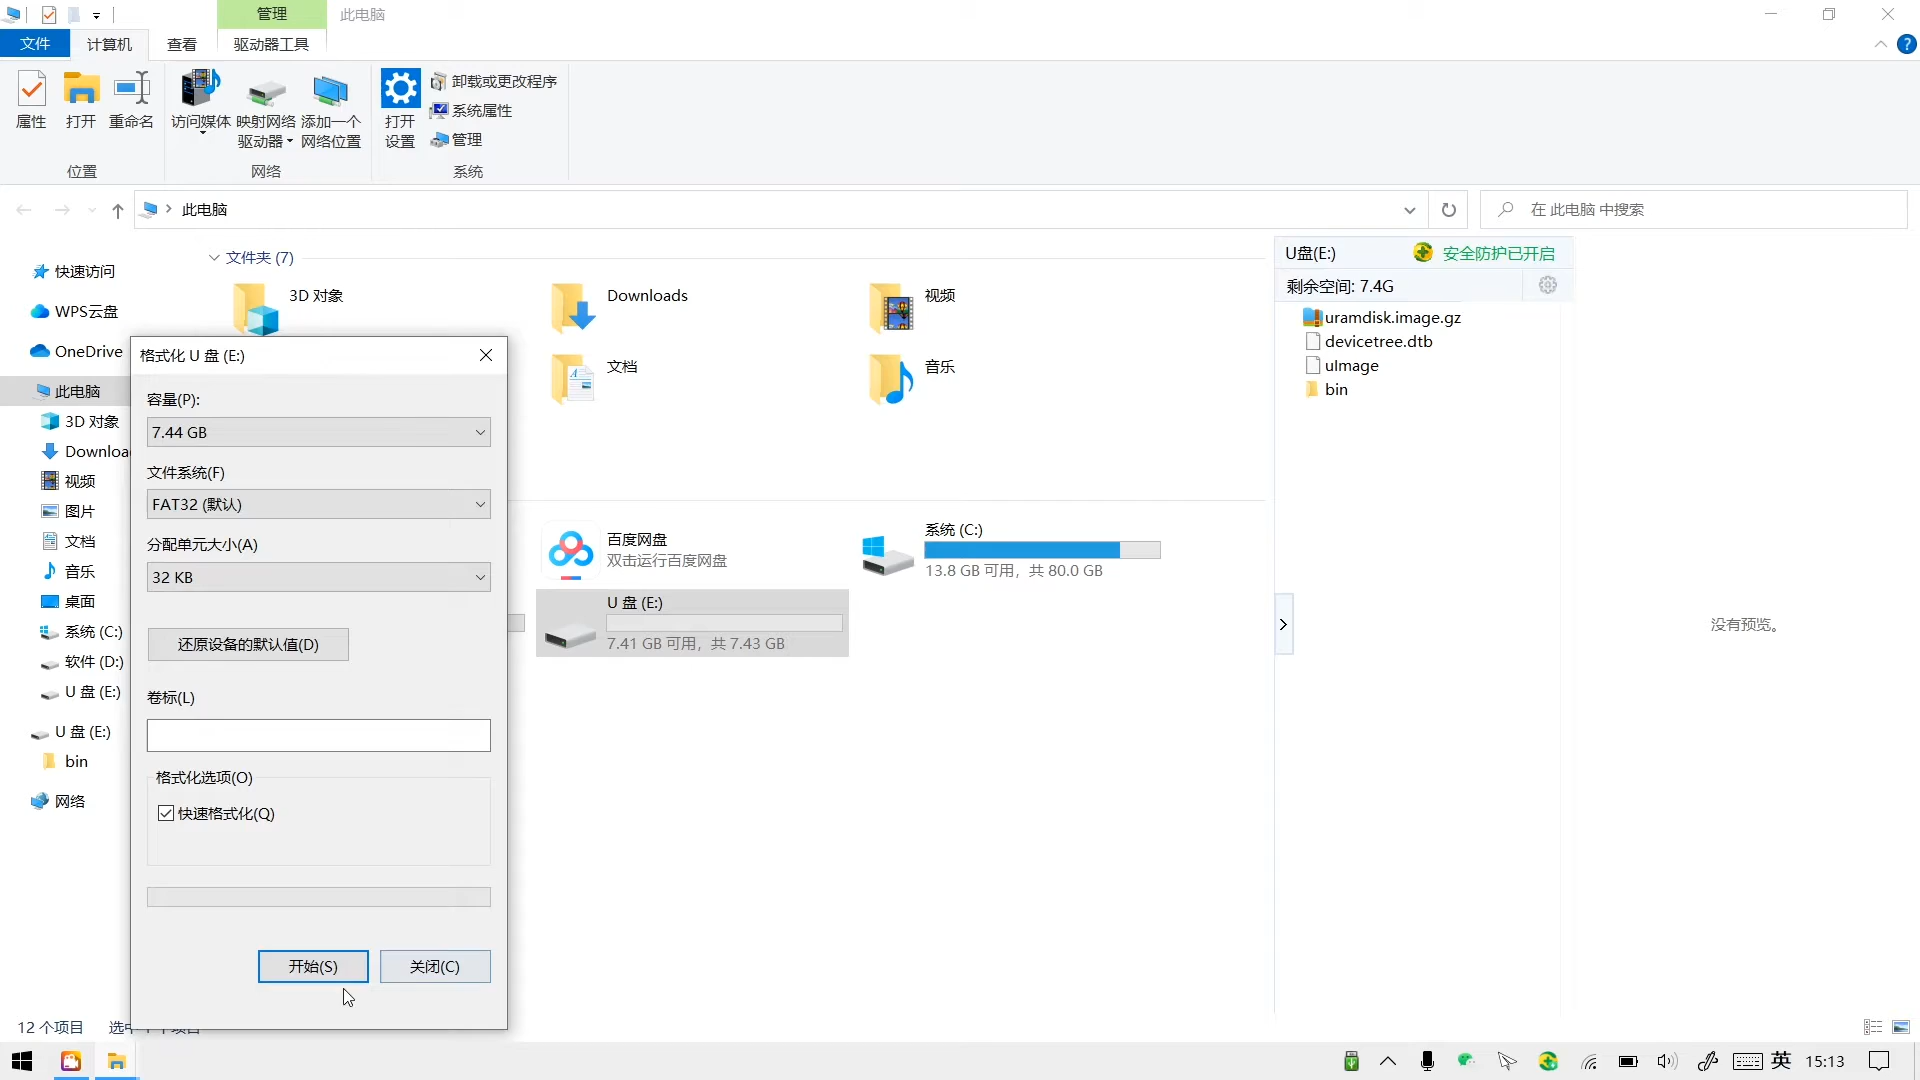 管理
此电脑
文件
计算机
查看
驱动器工具
属性
打开
重命名
访问媒体
映射网络
驱动器
添加一个
网络位置
打开
设置
卸载或更改程序
系统属性
管理
位置
网络
系统
此电脑
在 此电脑 中搜索
快速访问
WPS云盘
OneDrive
此电脑
3D 对象
Downloa
视频
图片
文档
音乐
桌面
系统 (C:)
软件 (D:)
U 盘 (E:)
U 盘 (E:)
bin
网络
文件夹 (7)
3D 对象
Downloads
视频
文档
音乐
百度网盘
双击运行百度网盘
系统 (C:)
13.8 GB 可用，共 80.0 GB
U 盘 (E:)
7.41 GB 可用，共 7.43 GB
格式化 U 盘 (E:)
容量(P):
7.44 GB
文件系统(F)
FAT32 (默认)
分配单元大小(A)
32 KB
还原设备的默认值(D)
卷标(L)
格式化选项(O)
快速格式化(Q)
开始(S)
关闭(C)
U盘(E:)
安全防护已开启
剩余空间: 7.4G
uramdisk.image.gz
devicetree.dtb
uImage
bin
没有预览。
12 个项目
英
15:13